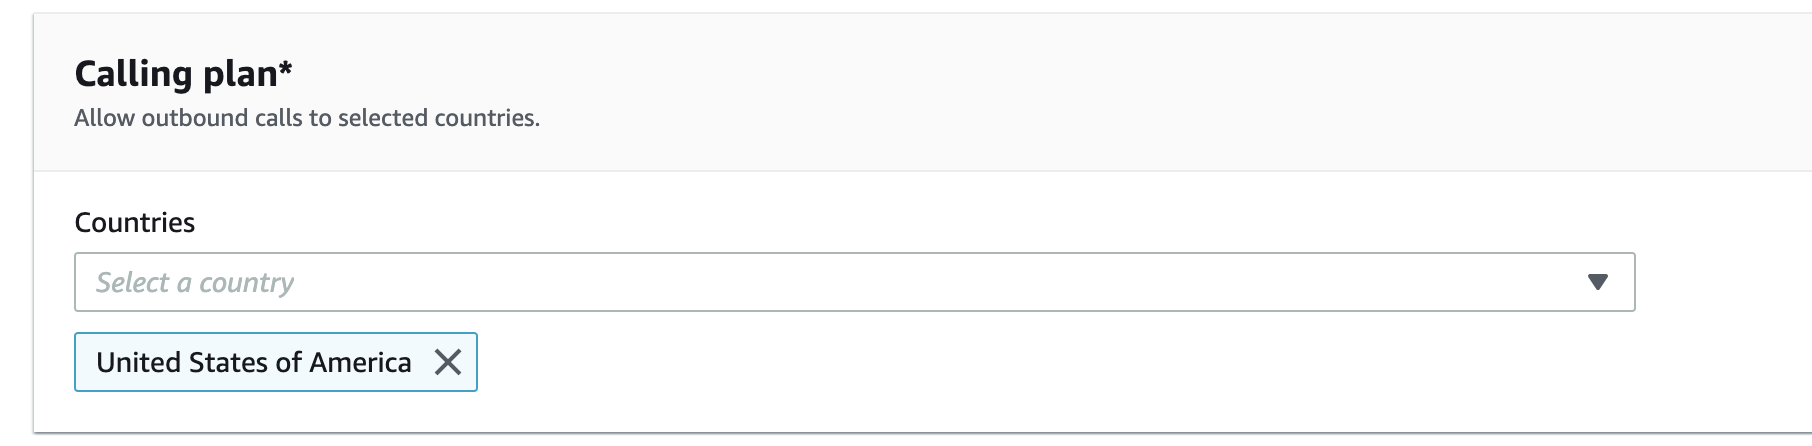 Calling plan*
Allow outbound calls to selected countries.
Countries
Select a country
United States of America